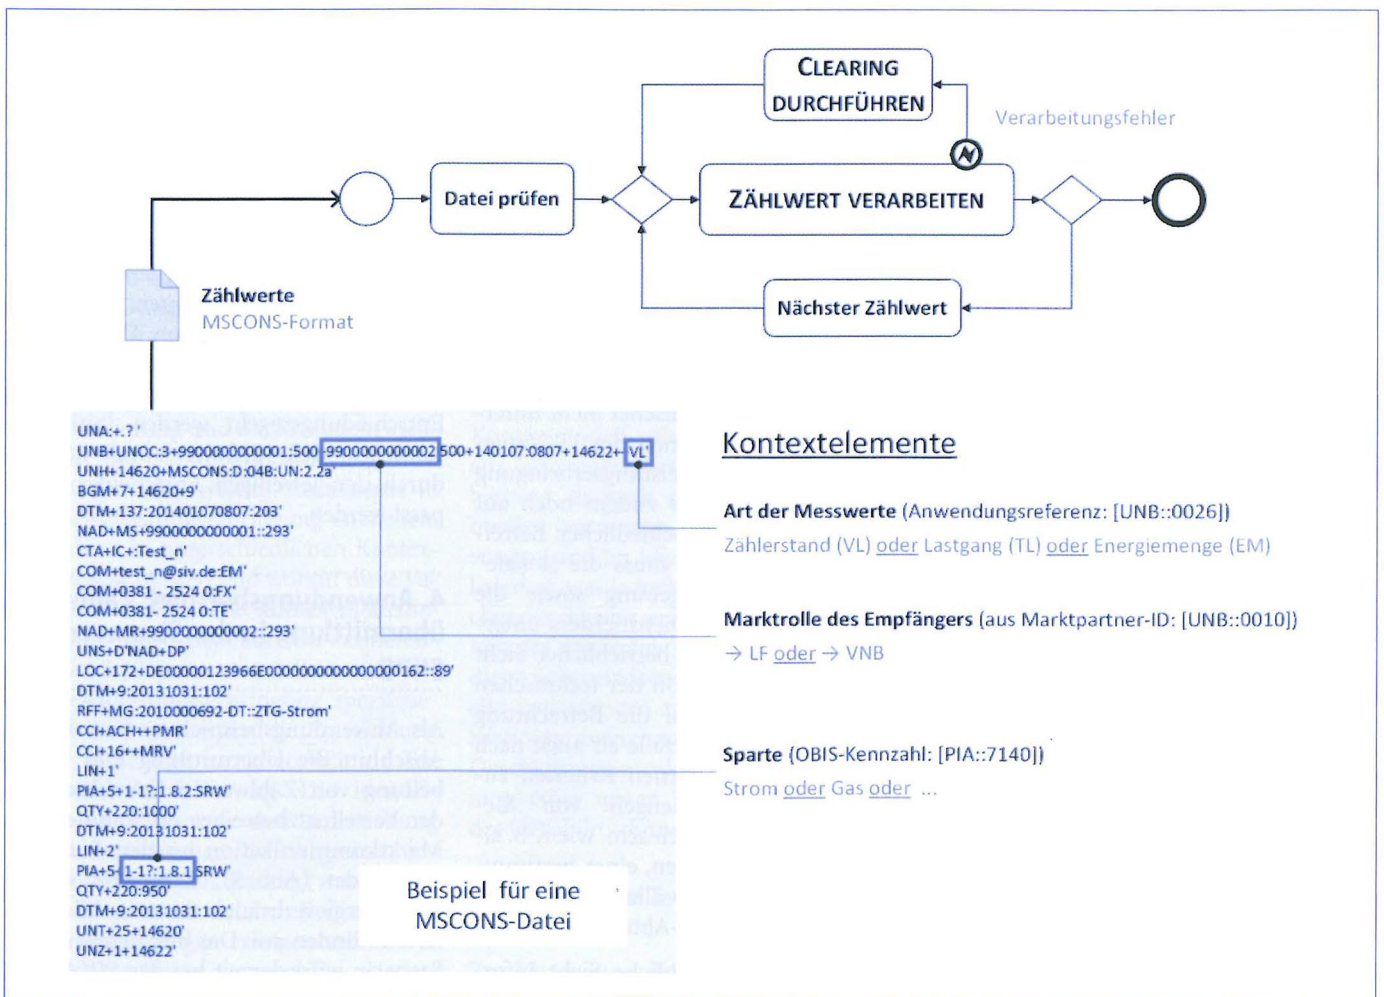 CLEARING
DURCHFÜHREN
Verarbeitungsfehler
Datei prüfen
ZÄHLWERT VERARBEITEN
Nächster Zählwert
Zählwerte
MSCONS-Format
UNA:+.? '
UNB+UNOC:3+9900000000001:500+9900000000002:500+140107:0807+14622++VL'
UNH+14620+MSCONS:D:04B:UN:2.2a'
BGM+7+14620+9'
DTM+137:201401070807:203'
NAD+MS+9900000000001::293'
CTA+IC+:Test_n'
COM+test_n@siv.de:EM'
COM+0381 - 2524 0:FX'
COM+0381- 2524 0:TE'
NAD+MR+9900000000002::293'
UNS+D'NAD+DP'
DTM+9:20131031:102'
RFF+MG:2010000692-DT::ZTG-Strom'
CCI+ACH++PMR'
CCI+16++MRV'
LIN+1'
PIA+5+1-1?:1.8.2:SRW'
QTY+220:1000'
DTM+9:20131031:102'
LIN+2'
PIA+5+1-1?:1.8.1:SRW'
QTY+220:950'
DTM+9:20131031:102'
UNT+25+14620'
UNZ+1+14622'
Beispiel für eine
MSCONS-Datei
Kontextelemente
Art der Messwerte (Anwendungsreferenz: [UNB::0026])
Zählerstand (VL) oder Lastgang (TL) oder Energiemenge (EM)
Marktrolle des Empfängers (aus Marktpartner-ID: [UNB::0010])
→ LF oder → VNB
Sparte (OBIS-Kennzahl: [PIA::7140])
Strom oder Gas oder ...